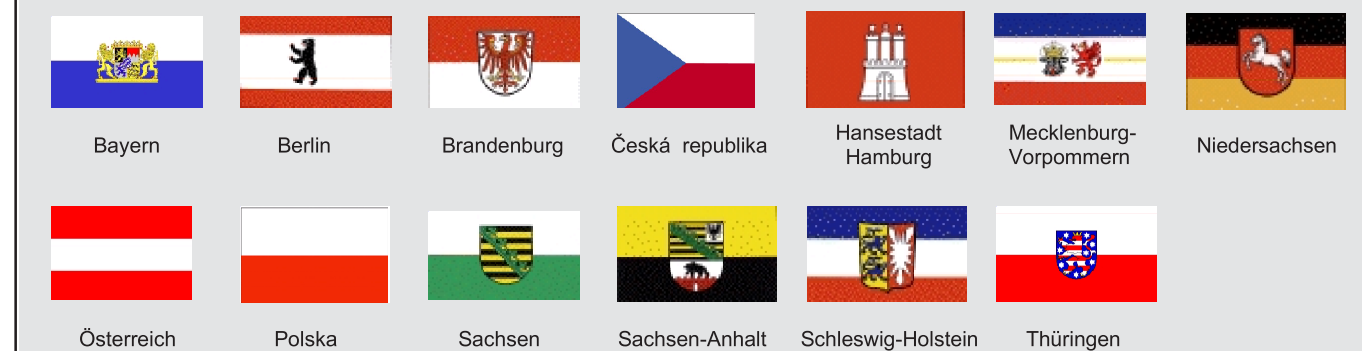 Bayern
Berlin
Brandenburg
Česká republika
Hansestadt
Hamburg
Mecklenburg-
Vorpommern
Niedersachsen
Österreich
Polska
Sachsen
Sachsen-Anhalt
Schleswig-Holstein
Thüringen